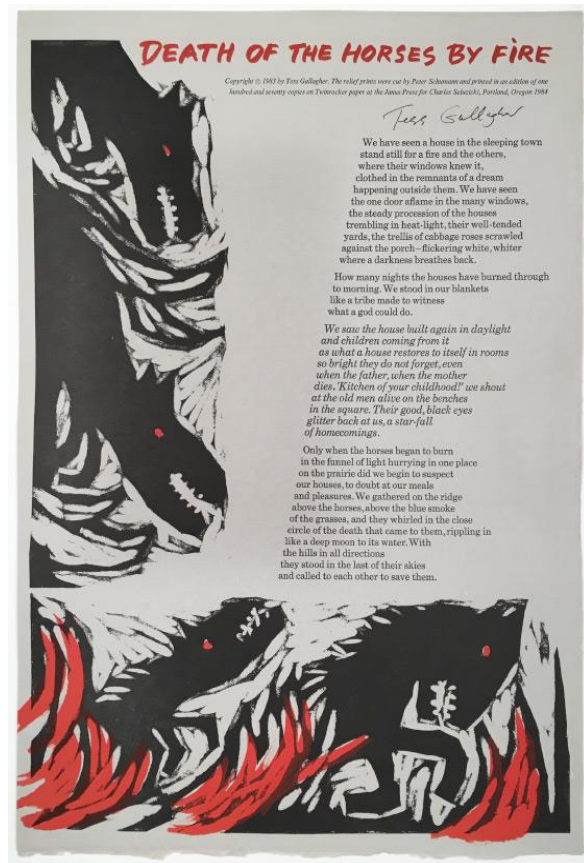 DEATH OF THE HORSES BY FIRE
Copyright © 1983 by Tess Gallagher. The relief prints were cut by Peter Schumann and printed in an edition of one
hundred and seventy copies on Twinrocker paper at the Janus Press for Charles Seluzicki, Portland, Oregon 1984
Tess Gallagher
We have seen a house in the sleeping town
stand still for a fire and the others,
where their windows knew it,
clothed in the remnants of a dream
happening outside them. We have seen
the one door aflame in the many windows,
the steady procession of the houses
trembling in heat-light, their well-tended
yards, the trellis of cabbage roses scrawled
against the porch–flickering white, whiter
where a darkness breathes back.
How many nights the houses have burned through
to morning. We stood in our blankets
like a tribe made to witness
what a god could do.
We saw the house built again in daylight
and children coming from it
as what a house restores to itself in rooms
so bright they do not forget, even
when the father, when the mother
dies. 'Kitchen of your childhood!' we shout
at the old men alive on the benches
in the square. Their good, black eyes
glitter back at us, a star-fall
of homecomings.
Only when the horses began to burn
in the funnel of light hurrying in one place
on the prairie did we begin to suspect
our houses, to doubt at our meals
and pleasures. We gathered on the ridge
above the horses, above the blue smoke
of the grasses, and they whirled in the close
circle of the death that came to them, rippling in
like a deep moon to its water. With
the hills in all directions
they stood in the last of their skies
and called to each other to save them.